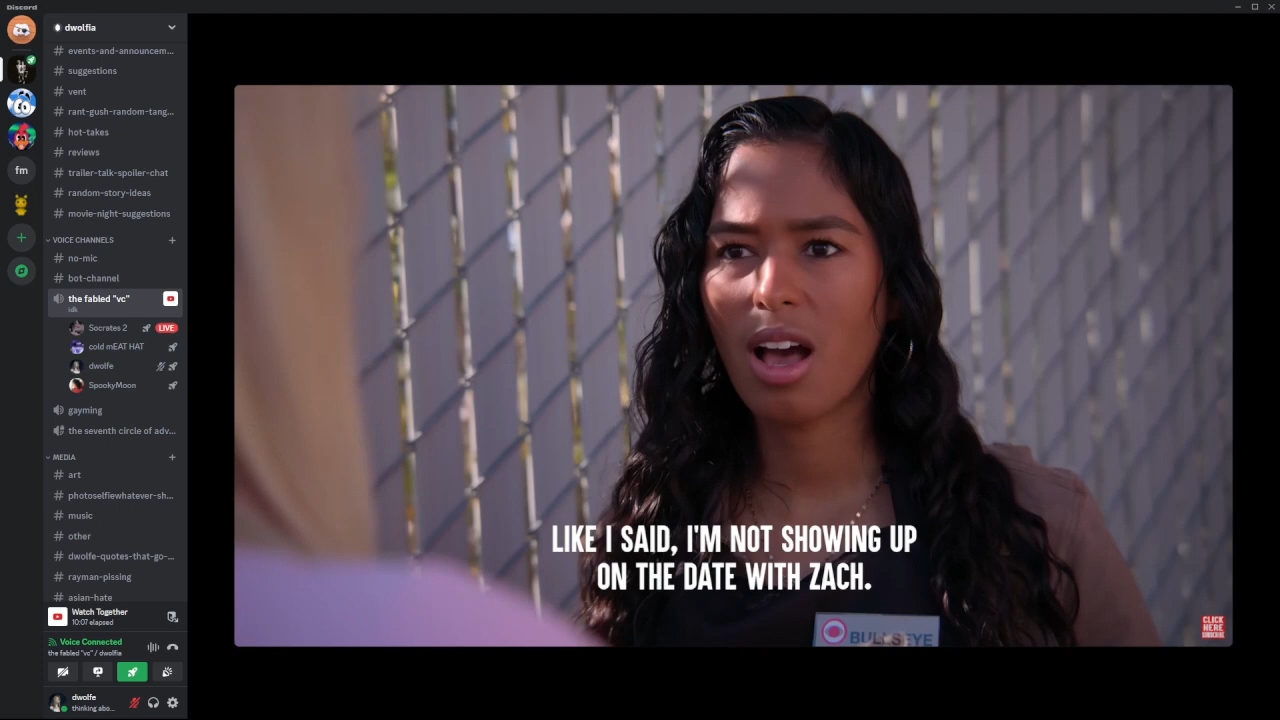 Discord
dwolfia
events-and-announcem...
suggestions
vent
rant-gush-random-tang...
hot-takes
reviews
trailer-talk-spoiler-chat
random-story-ideas
movie-night-suggestions
VOICE CHANNELS
no-mic
bot-channel
the fabled "vc"
idk
Socrates 2 LIVE
cold mEAT HAT
dwolfe
SpookyMoon
gayming
the seventh circle of adv...
MEDIA
art
photoselfiewhatever-sh...
music
other
dwolfe-quotes-that-go-...
rayman-pissing
asian-hate
Watch Together
10:07 elapsed
Voice Connected
the fabled "vc" / dwolfia
dwolfe
thinking abo...
fm
LIKE I SAID, I'M NOT SHOWING UP
ON THE DATE WITH ZACH.
BULLSEYE
CLICK
HERE
SUBSCRIBE